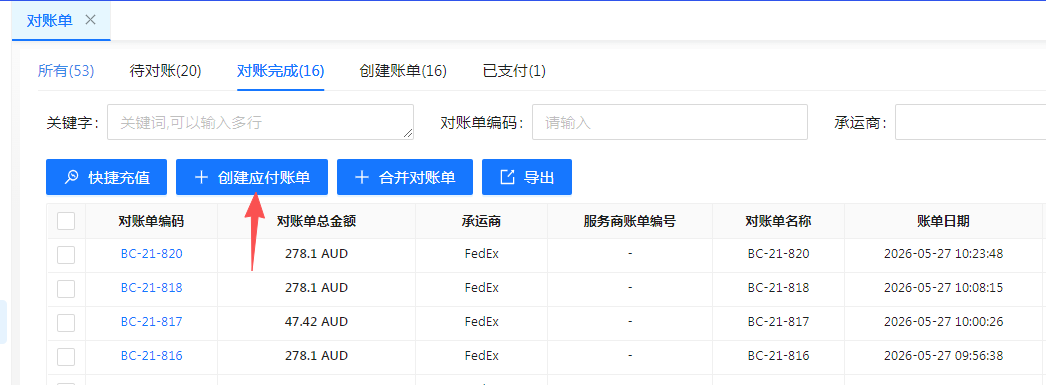 对账单
所有(53) 待对账(20) 对账完成(16) 创建账单(16) 已支付(1)
关键字: 关键词,可以输入多行 对账单编码: 请输入 承运商:
快捷充值 创建应付账单 合并对账单 导出
对账单编码 对账单总金额 承运商 服务商账单编号 对账单名称 账单日期
BC-21-820 278.1 AUD FedEx - BC-21-820 2026-05-27 10:23:48
BC-21-818 278.1 AUD FedEx - BC-21-818 2026-05-27 10:08:15
BC-21-817 47.42 AUD FedEx - BC-21-817 2026-05-27 10:00:26
BC-21-816 278.1 AUD FedEx - BC-21-816 2026-05-27 09:56:38